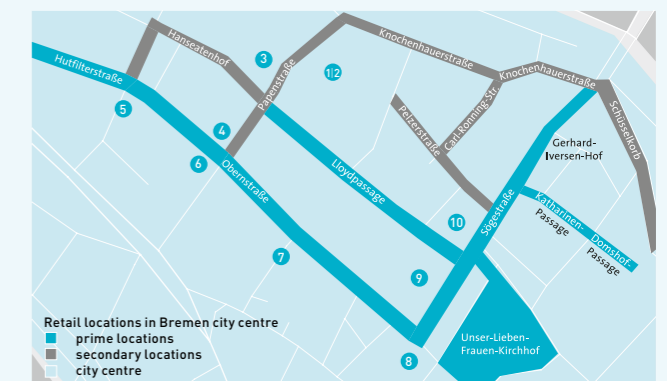 Hutfilterstraße
Hanseatenhof
3
Papenstraße
1|2
Knochenhauerstraße
Knochenhauerstraße
Schüsselkorb
Carl-Ronning-Str.
Pelzerstraße
5
4
6
Obernstraße
Lloydpassage
Gerhard-
Iversen-Hof
Sögestraße
Katharinen-
Passage
Domshof-
Passage
10
7
9
8
Unser-Lieben-
Frauen-Kirchhof
Retail locations in Bremen city centre
prime locations
secondary locations
city centre